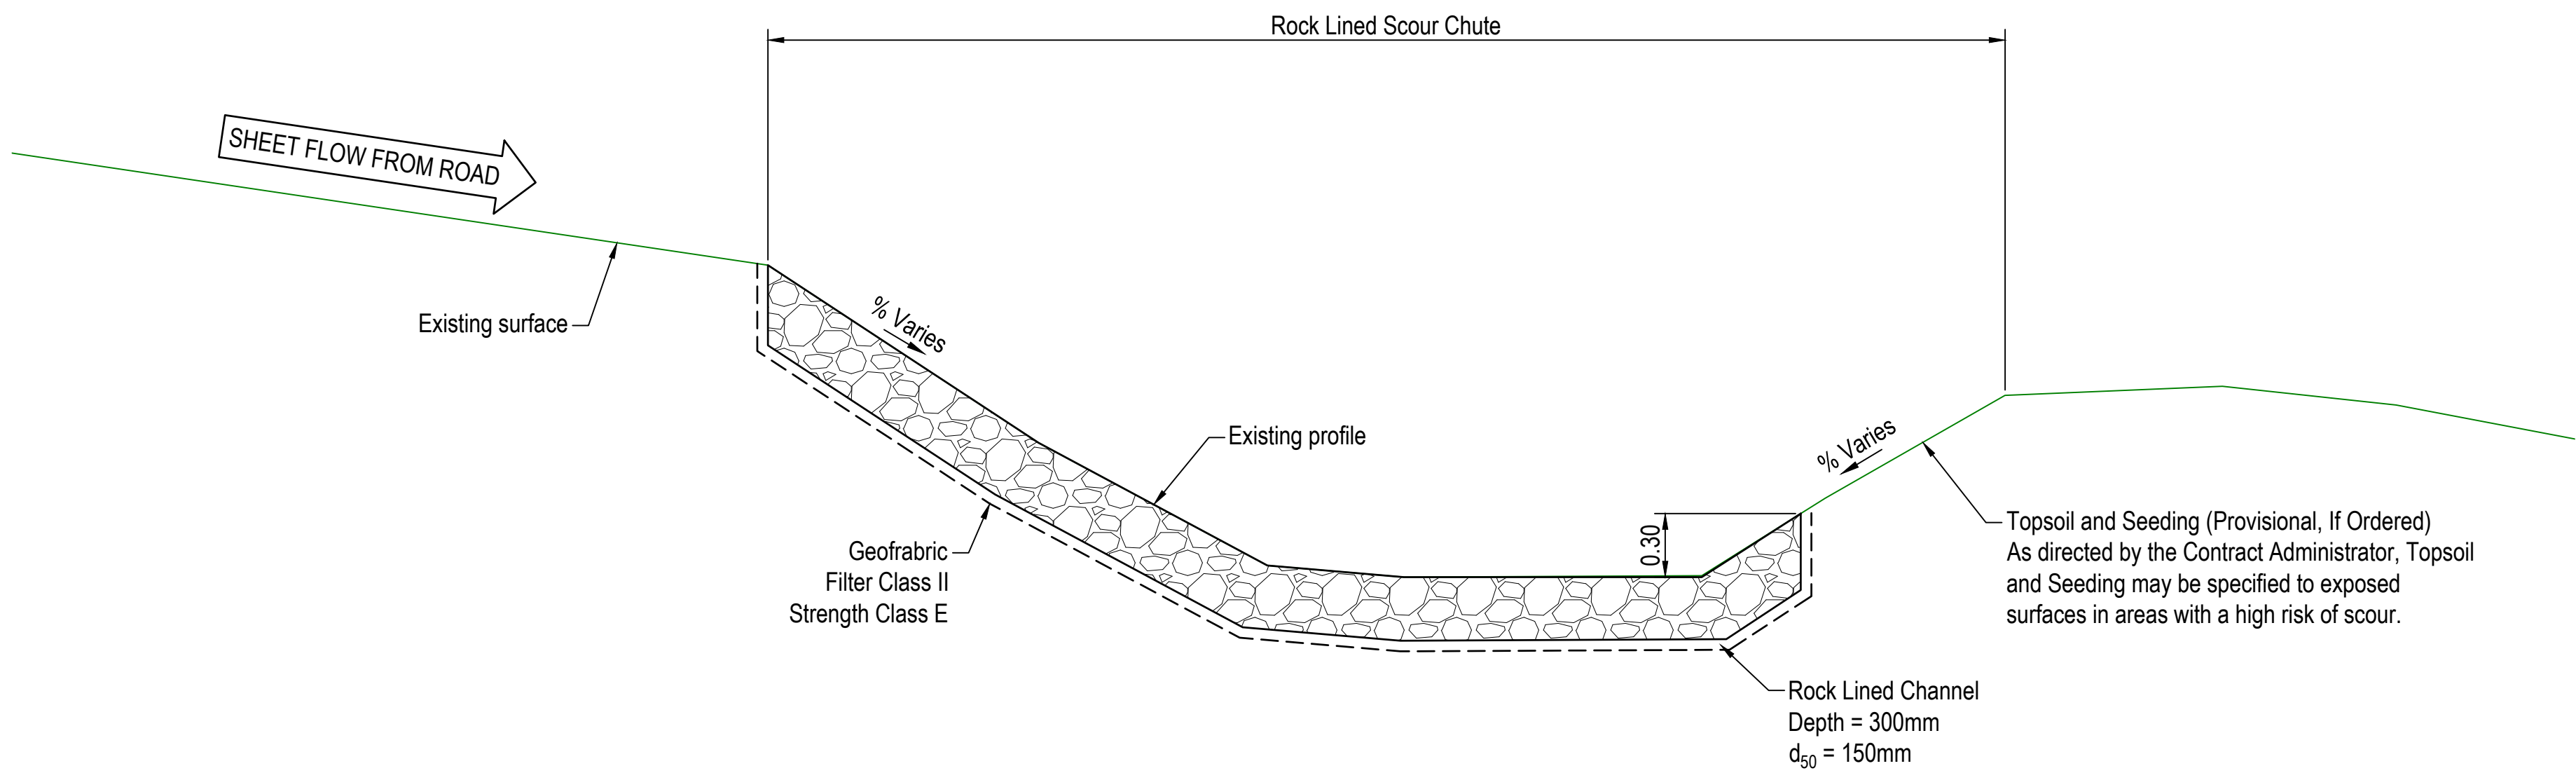 Rock Lined Scour Chute
SHEET FLOW FROM ROAD
Existing surface
% Varies
Existing profile
% Varies
0.30
Geofrabric
Filter Class II
Strength Class E
Topsoil and Seeding (Provisional, If Ordered)
As directed by the Contract Administrator, Topsoil
and Seeding may be specified to exposed
surfaces in areas with a high risk of scour.
Rock Lined Channel
Depth = 300mm
d50 = 150mm